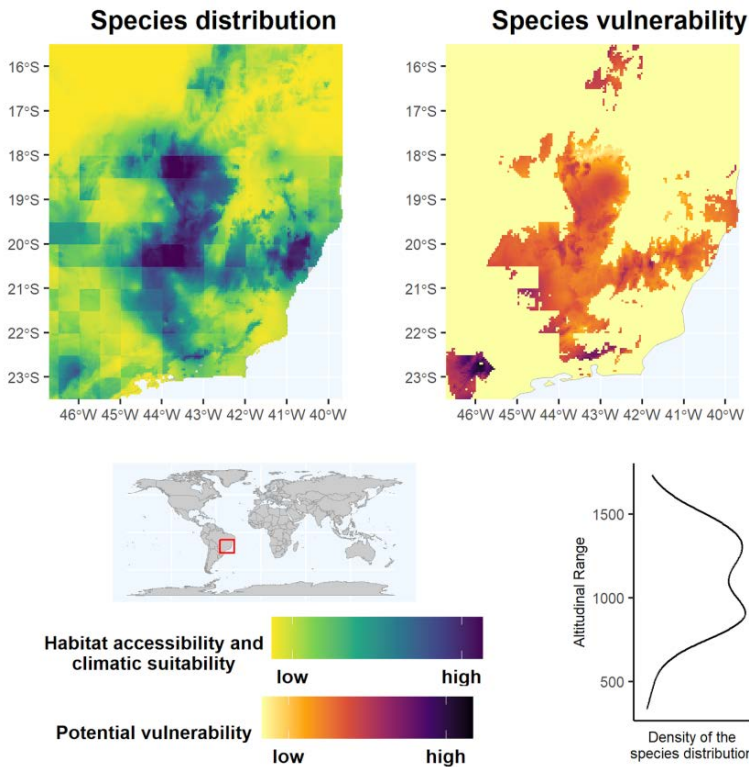 Species distribution
Species vulnerability
16°S
17°S
18°S
19°S
20°S
21°S
22°S
23°S
46°W 45°W 44°W 43°W 42°W 41°W 40°W
16°S
17°S
18°S
19°S
20°S
21°S
22°S
23°S
46°W 45°W 44°W 43°W 42°W 41°W 40°W
Habitat accessibility and
climatic suitability
low high
Potential vulnerability
low high
Altitudinal Range
1500
1000
500
Density of the
species distribution